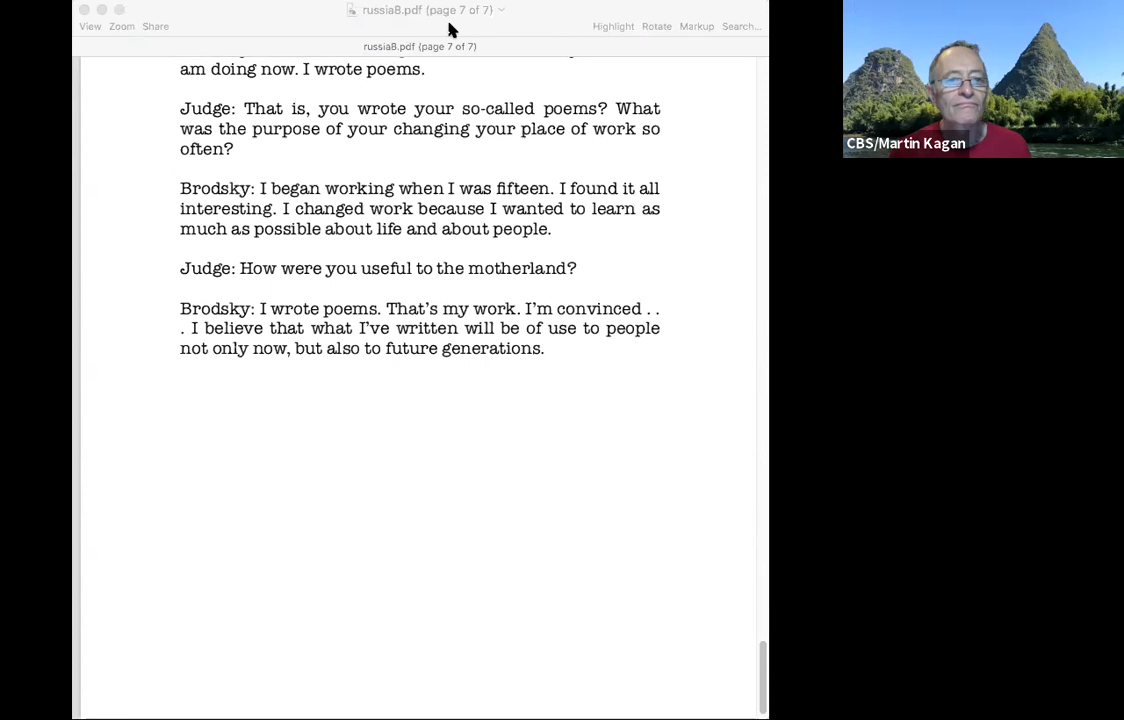 russia8.pdf (page 7 of 7)
View Zoom Share Highlight Rotate Markup Search...
russia8.pdf (page 7 of 7)
am doing now. I wrote poems.
Judge: That is, you wrote your so-called poems? What
was the purpose of your changing your place of work so
often?
Brodsky: I began working when I was fifteen. I found it all
interesting. I changed work because I wanted to learn as
much as possible about life and about people.
Judge: How were you useful to the motherland?
Brodsky: I wrote poems. That’s my work. I’m convinced . .
. I believe that what I’ve written will be of use to people
not only now, but also to future generations.
CBS/Martin Kagan